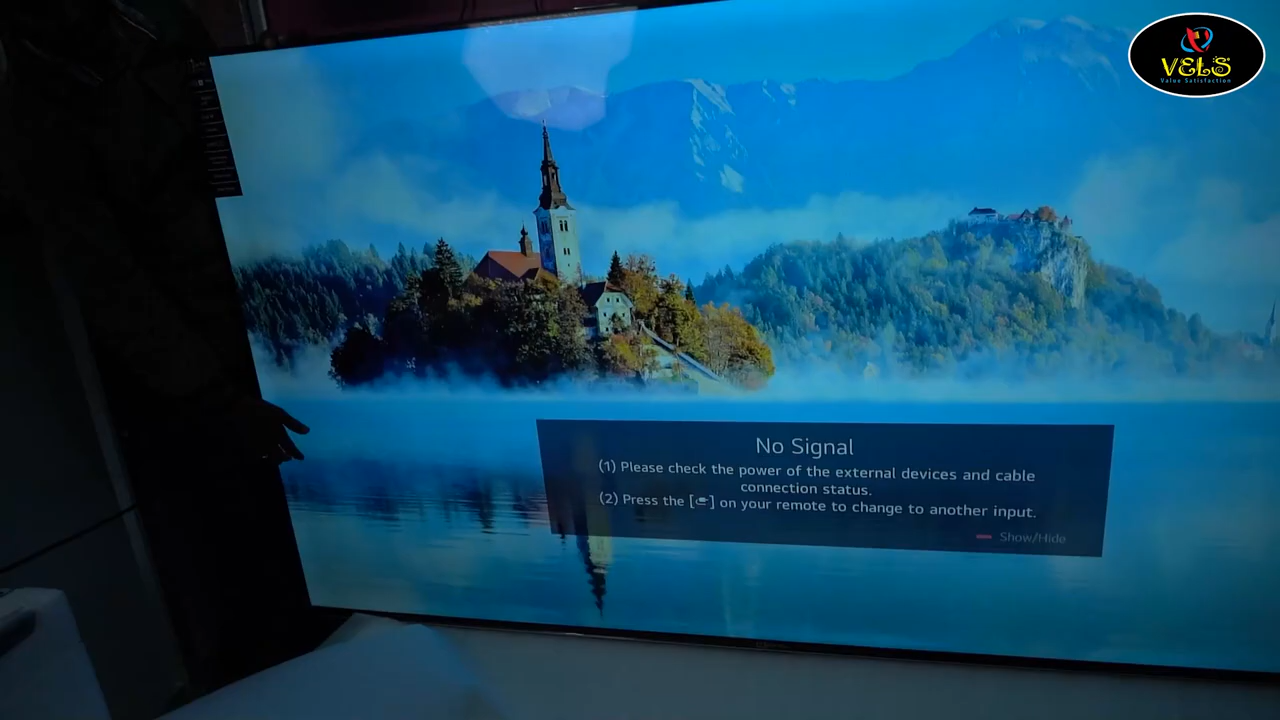 VELS
Value Satisfaction
No Signal
(1) Please check the power of the external devices and cable
connection status.
(2) Press the [] on your remote to change to another input.
Show/Hide